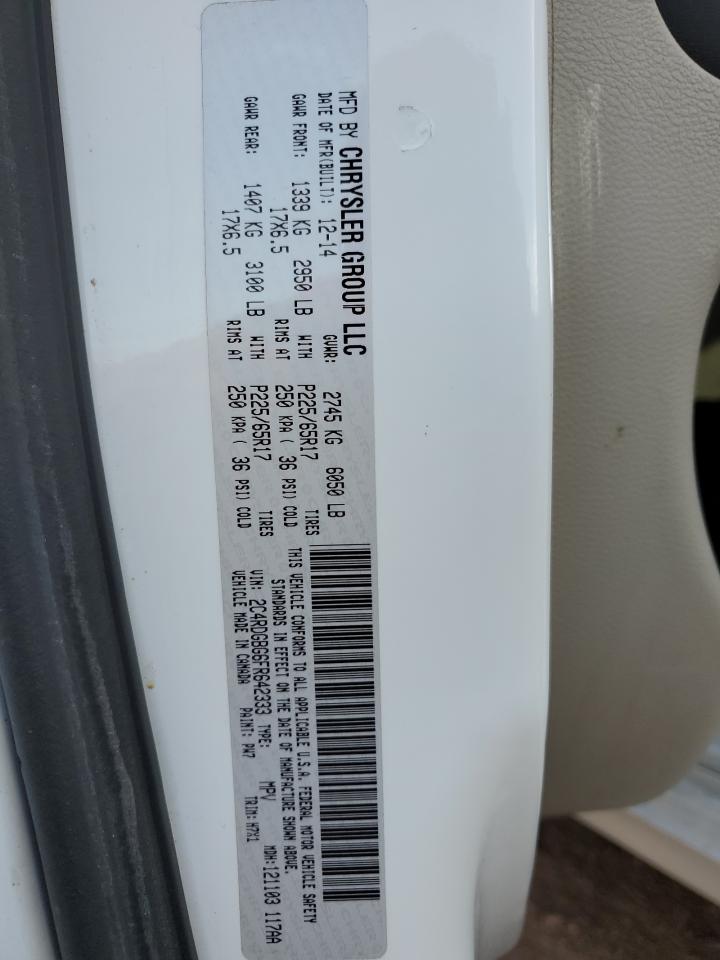 MFD BY CHRYSLER GROUP LLC
DATE OF MFR(BUILT): 12-14 GVWR: 2745 KG 6050 LB
GAWR FRONT: 1339 KG 2950 LB WITH P225/65R17 TIRES
17X6.5 RIMS AT 250 KPA ( 36 PSI) COLD
GAWR REAR: 1407 KG 3100 LB WITH P225/65R17 TIRES
17X6.5 RIMS AT 250 KPA ( 36 PSI) COLD
THIS VEHICLE CONFORMS TO ALL APPLICABLE U.S.A. FEDERAL MOTOR VEHICLE SAFETY
STANDARDS IN EFFECT ON THE DATE OF MANUFACTURE SHOWN ABOVE.
VIN: 2C4RDGBG6FR642333 TYPE: MPV MDH:121103 117AA
VEHICLE MADE IN CANADA PAINT: PW7 TRIM:H7X1